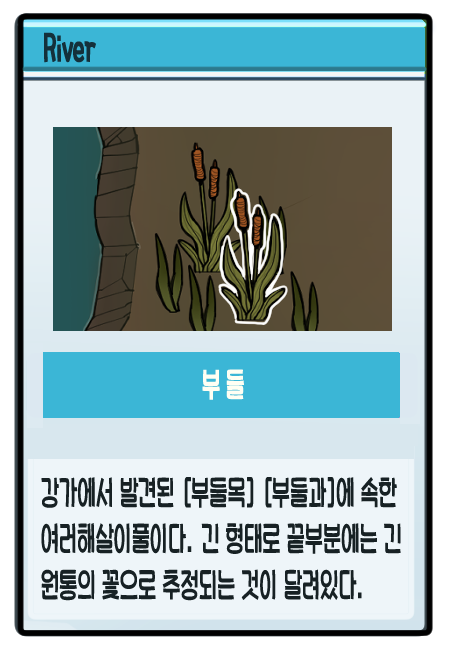 River
부들
강가에서 발견된 [부들목] [부들과]에 속한
여러해살이풀이다. 긴 형태로 끝부분에는 긴
원통의 꽃으로 추정되는 것이 달려있다.